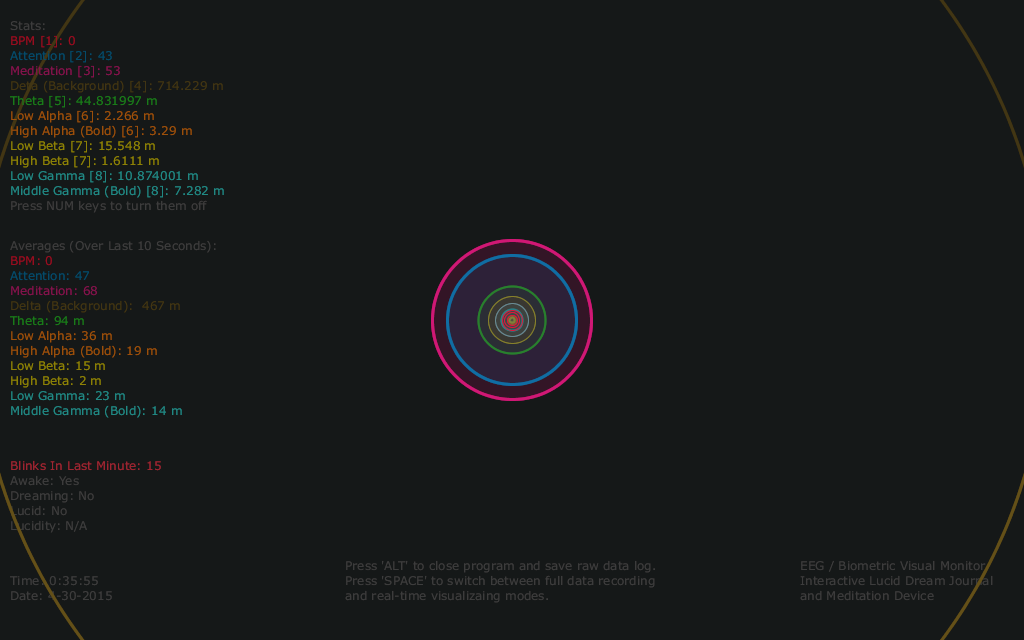 Stats:
BPM [1]: 0
Attention [2]: 43
Meditation [3]: 53
Delta (Background) [4]: 714.229 m
Theta [5]: 44.831997 m
Low Alpha [6]: 2.266 m
High Alpha (Bold) [6]: 3.29 m
Low Beta [7]: 15.548 m
High Beta [7]: 1.6111 m
Low Gamma [8]: 10.874001 m
Middle Gamma (Bold) [8]: 7.282 m
Press NUM keys to turn them off
Averages (Over Last 10 Seconds):
BPM: 0
Attention: 47
Meditation: 68
Delta (Background):  467 m
Theta: 94 m
Low Alpha: 36 m
High Alpha (Bold): 19 m
Low Beta: 15 m
High Beta: 2 m
Low Gamma: 23 m
Middle Gamma (Bold): 14 m
Blinks In Last Minute: 15
Awake: Yes
Dreaming: No
Lucid: No
Lucidity: N/A
Time: 0:35:55
Date: 4-30-2015
Press 'ALT' to close program and save raw data log.
Press 'SPACE' to switch between full data recording
and real-time visualizaing modes.
EEG / Biometric Visual Monitor
Interactive Lucid Dream Journal
and Meditation Device